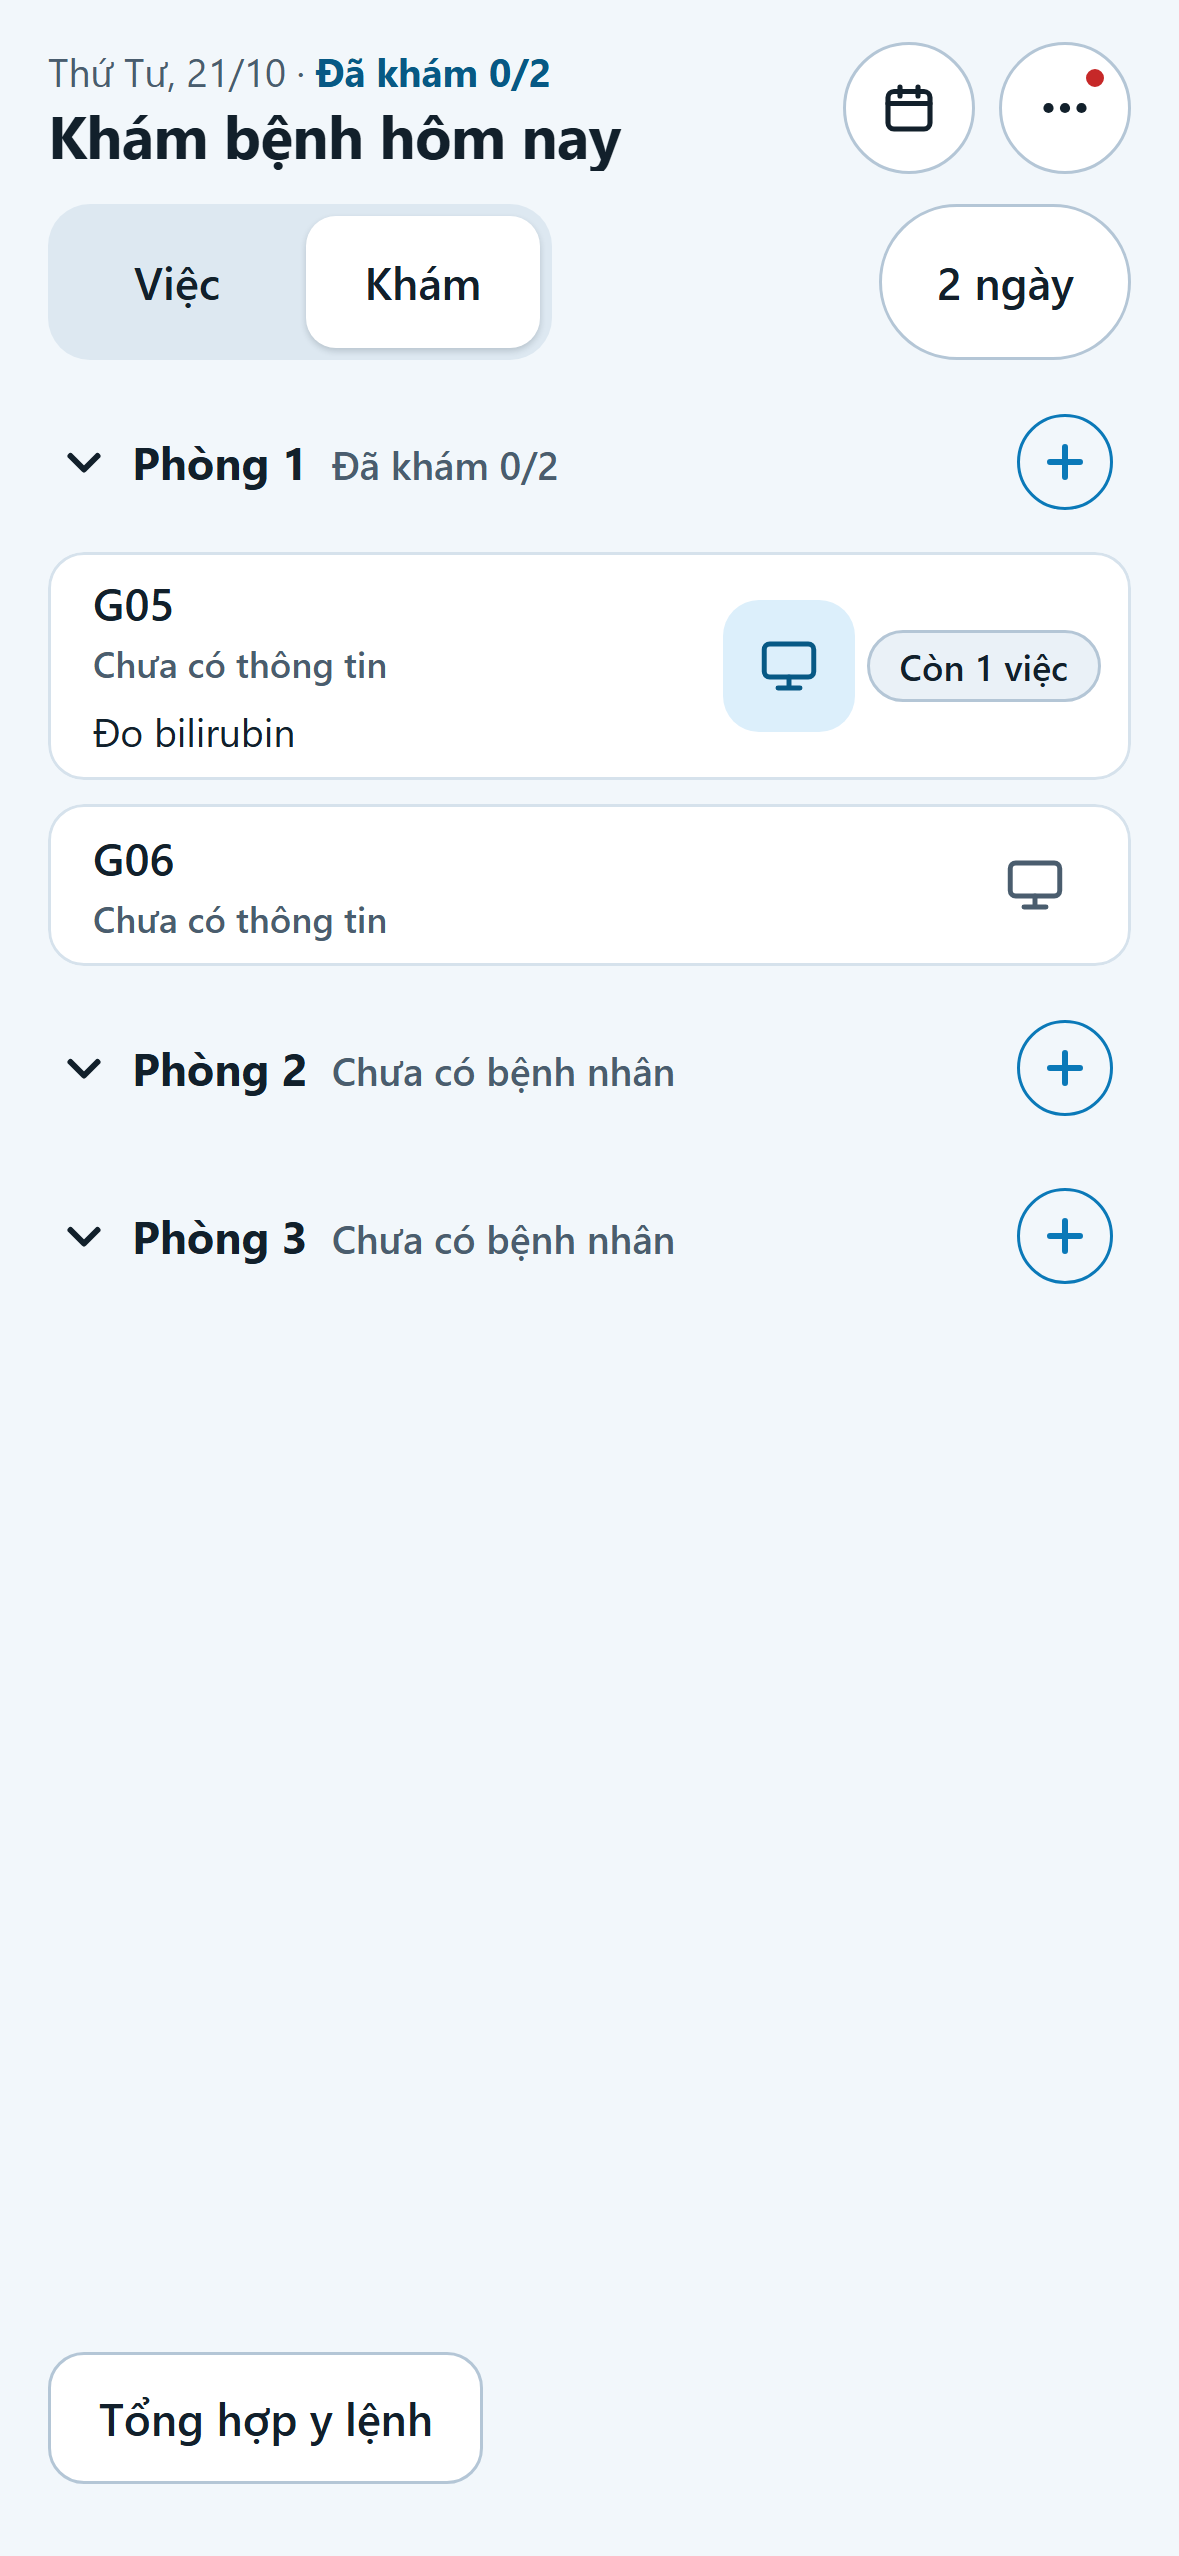 Thứ Tư, 21/10 · Đã khám 0/2
Khám bệnh hôm nay
Việc
Khám
2 ngày
Phòng 1 Đã khám 0/2
G05
Chưa có thông tin
Đo bilirubin
Còn 1 việc
G06
Chưa có thông tin
Phòng 2 Chưa có bệnh nhân
Phòng 3 Chưa có bệnh nhân
Tổng hợp y lệnh